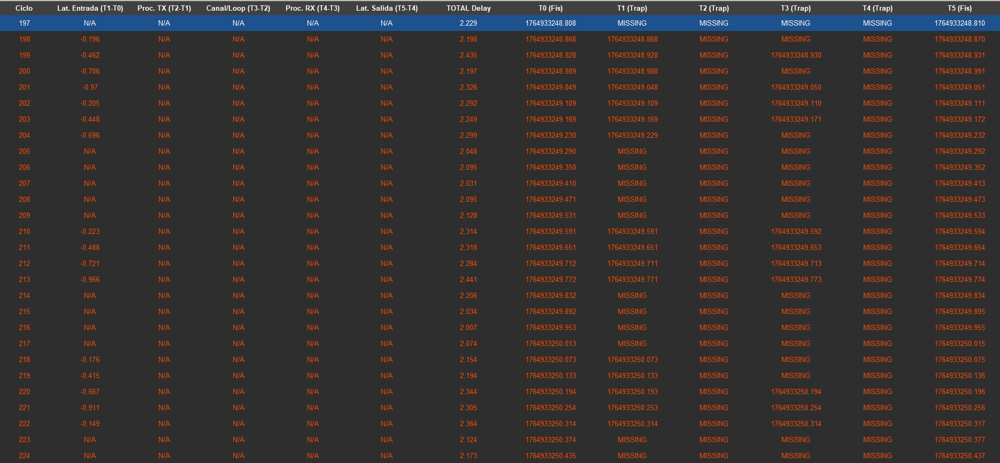 Ciclo Lat. Entrada (T1-T0) Proc. TX (T2-T1) Canal/Loop (T3-T2) Proc. RX (T4-T3) Lat. Salida (T5-T4) TOTAL Delay T0 (Fís) T1 (Trap) T2 (Trap) T3 (Trap) T4 (Trap) T5 (Fis)
197 N/A N/A N/A N/A N/A 2.229 1764933248.808 MISSING MISSING MISSING MISSING 1764933248.810
198 -0.196 N/A N/A N/A N/A 2.198 1764933248.868 1764933248.868 MISSING MISSING MISSING 1764933248.870
199 -0.462 N/A N/A N/A N/A 2.435 1764933248.928 1764933248.928 MISSING 1764933248.930 MISSING 1764933248.931
200 -0.706 N/A N/A N/A N/A 2.197 1764933248.989 1764933248.988 MISSING MISSING MISSING 1764933248.991
201 -0.97 N/A N/A N/A N/A 2.326 1764933249.049 1764933249.048 MISSING 1764933249.050 MISSING 1764933249.051
202 -0.205 N/A N/A N/A N/A 2.292 1764933249.109 1764933249.109 MISSING 1764933249.110 MISSING 1764933249.111
203 -0.448 N/A N/A N/A N/A 2.249 1764933249.169 1764933249.169 MISSING 1764933249.171 MISSING 1764933249.172
204 -0.696 N/A N/A N/A N/A 2.299 1764933249.230 1764933249.229 MISSING MISSING MISSING 1764933249.232
205 N/A N/A N/A N/A N/A 2.048 1764933249.290 MISSING MISSING MISSING MISSING 1764933249.292
206 N/A N/A N/A N/A N/A 2.095 1764933249.350 MISSING MISSING MISSING MISSING 1764933249.352
207 N/A N/A N/A N/A N/A 2.031 1764933249.410 MISSING MISSING MISSING MISSING 1764933249.413
208 N/A N/A N/A N/A N/A 2.095 1764933249.471 MISSING MISSING MISSING MISSING 1764933249.473
209 N/A N/A N/A N/A N/A 2.128 1764933249.531 MISSING MISSING MISSING MISSING 1764933249.533
210 -0.223 N/A N/A N/A N/A 2.314 1764933249.591 1764933249.591 MISSING 1764933249.592 MISSING 1764933249.594
211 -0.488 N/A N/A N/A N/A 2.318 1764933249.651 1764933249.651 MISSING 1764933249.653 MISSING 1764933249.654
212 -0.721 N/A N/A N/A N/A 2.284 1764933249.712 1764933249.711 MISSING 1764933249.713 MISSING 1764933249.714
213 -0.966 N/A N/A N/A N/A 2.441 1764933249.772 1764933249.771 MISSING 1764933249.773 MISSING 1764933249.774
214 N/A N/A N/A N/A N/A 2.206 1764933249.832 MISSING MISSING MISSING MISSING 1764933249.834
215 N/A N/A N/A N/A N/A 2.034 1764933249.892 MISSING MISSING MISSING MISSING 1764933249.895
216 N/A N/A N/A N/A N/A 2.007 1764933249.953 MISSING MISSING MISSING MISSING 1764933249.955
217 N/A N/A N/A N/A N/A 2.074 1764933250.013 MISSING MISSING MISSING MISSING 1764933250.015
218 -0.176 N/A N/A N/A N/A 2.154 1764933250.073 1764933250.073 MISSING MISSING MISSING 1764933250.075
219 -0.415 N/A N/A N/A N/A 2.194 1764933250.133 1764933250.133 MISSING MISSING MISSING 1764933250.136
220 -0.667 N/A N/A N/A N/A 2.344 1764933250.194 1764933250.193 MISSING 1764933250.194 MISSING 1764933250.196
221 -0.911 N/A N/A N/A N/A 2.305 1764933250.254 1764933250.253 MISSING 1764933250.254 MISSING 1764933250.256
222 -0.149 N/A N/A N/A N/A 2.364 1764933250.314 1764933250.314 MISSING 1764933250.314 MISSING 1764933250.317
223 N/A N/A N/A N/A N/A 2.124 1764933250.374 MISSING MISSING MISSING MISSING 1764933250.377
224 N/A N/A N/A N/A N/A 2.173 1764933250.435 MISSING MISSING MISSING MISSING 1764933250.437